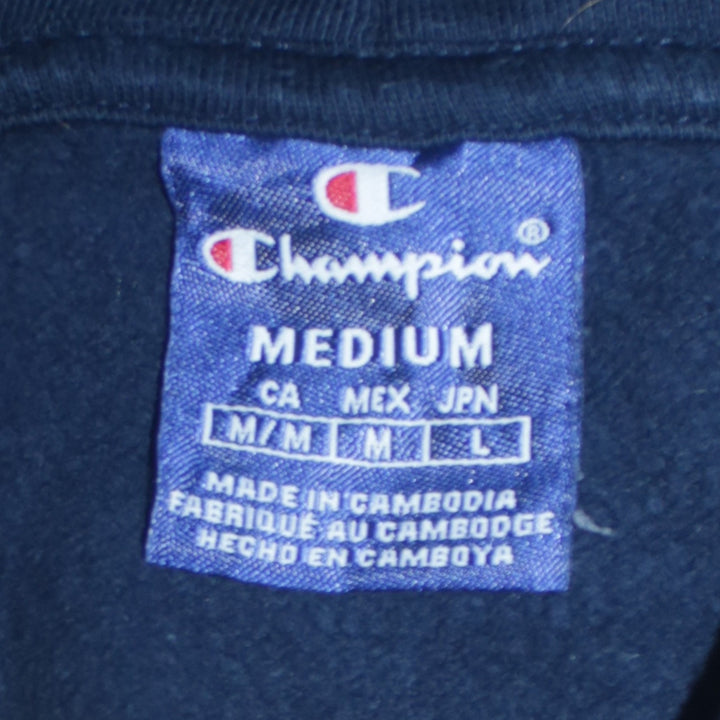 Champion®
MEDIUM
CA MEX JPN
M/M M L
MADE IN CAMBODIA
FABRIQUÉ AU CAMBODGE
HECHO EN CAMBOYA